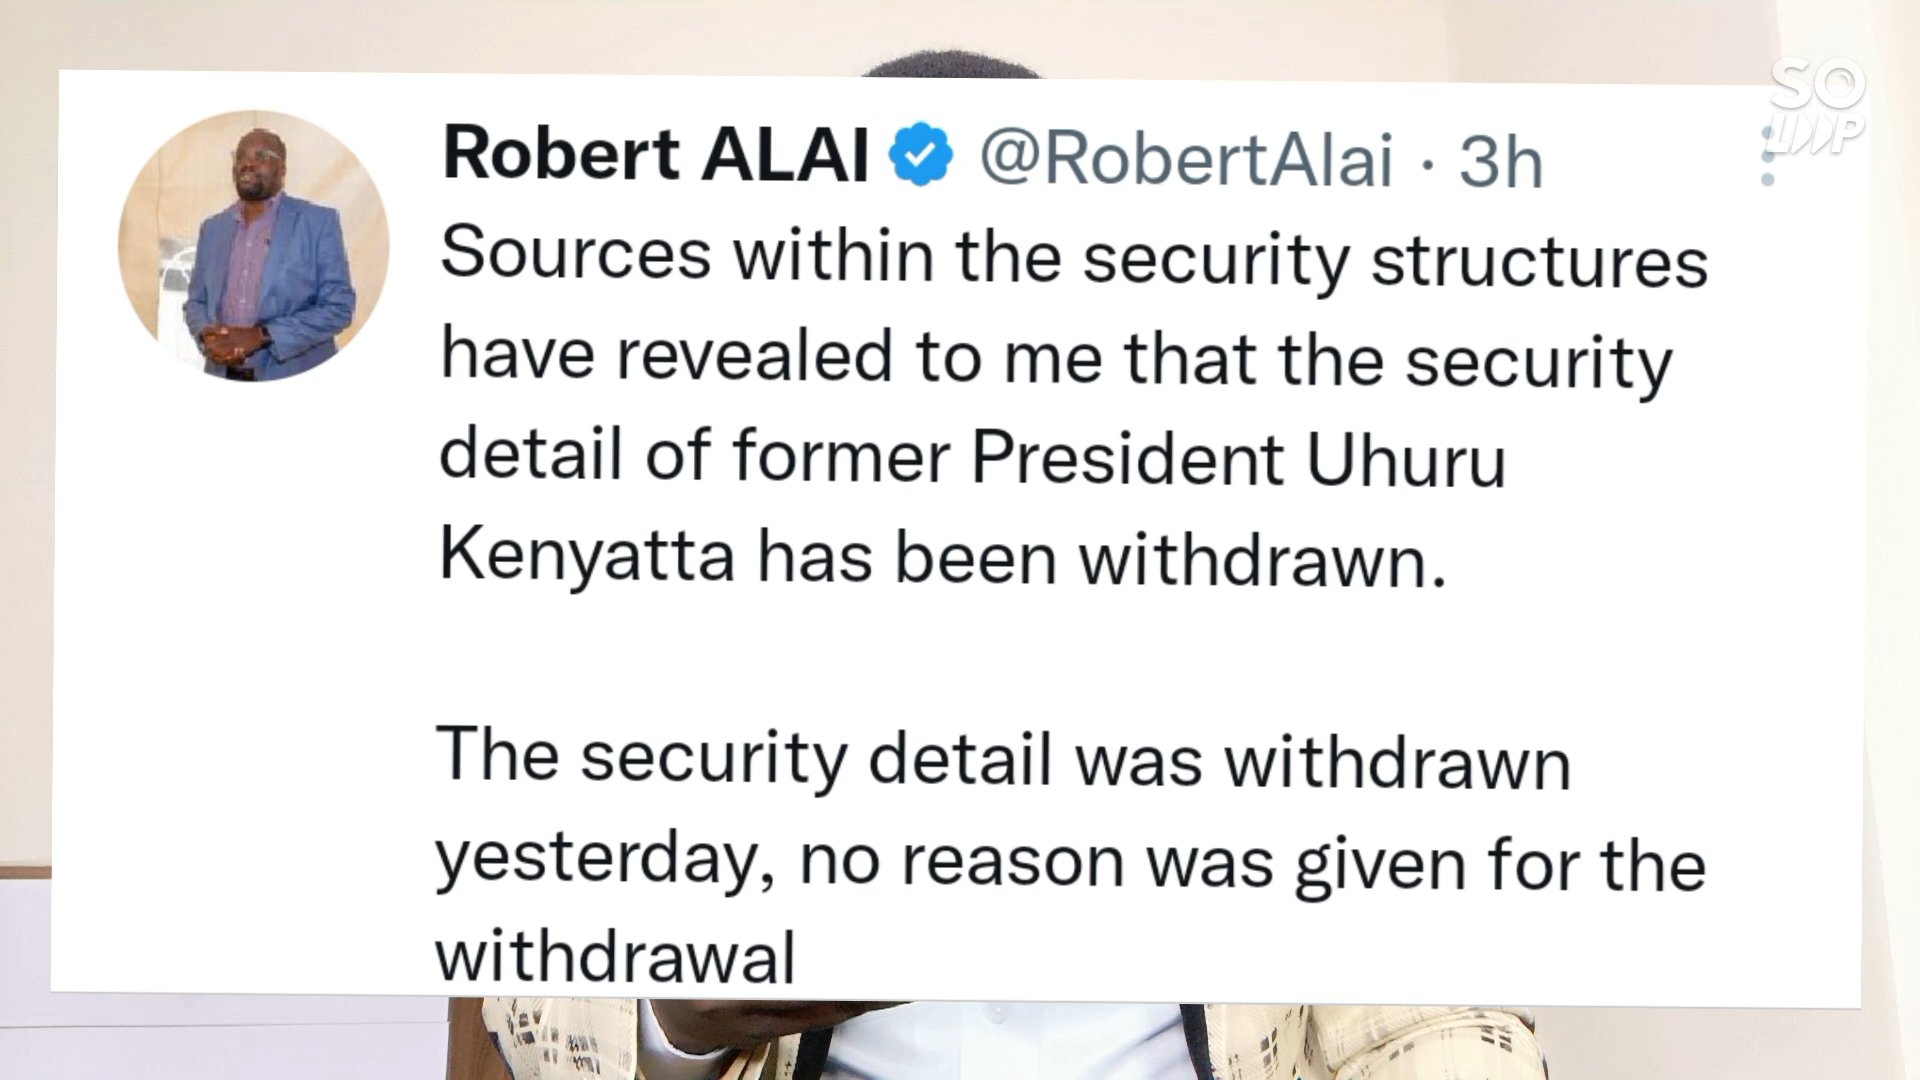 Robert ALAI @RobertAlai · 3h
Sources within the security structures
have revealed to me that the security
detail of former President Uhuru
Kenyatta has been withdrawn.
The security detail was withdrawn
yesterday, no reason was given for the
withdrawal
SO